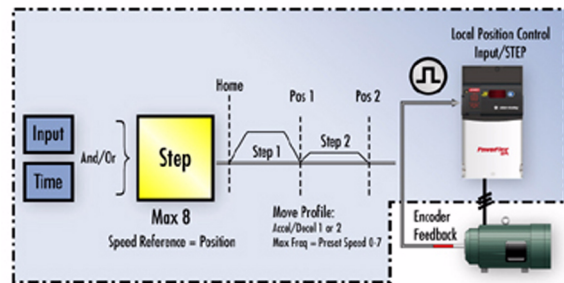 Local Position Control
Input/STEP
Home
Pos 1
Pos 2
Input
And/Or
Time
Step
Step 1
Step 2
Max 8
Speed Reference = Position
Move Profile:
Accel/Decel 1 or 2
Max Freq = Preset Speed 0-7
Encoder
Feedback
PowerFlex